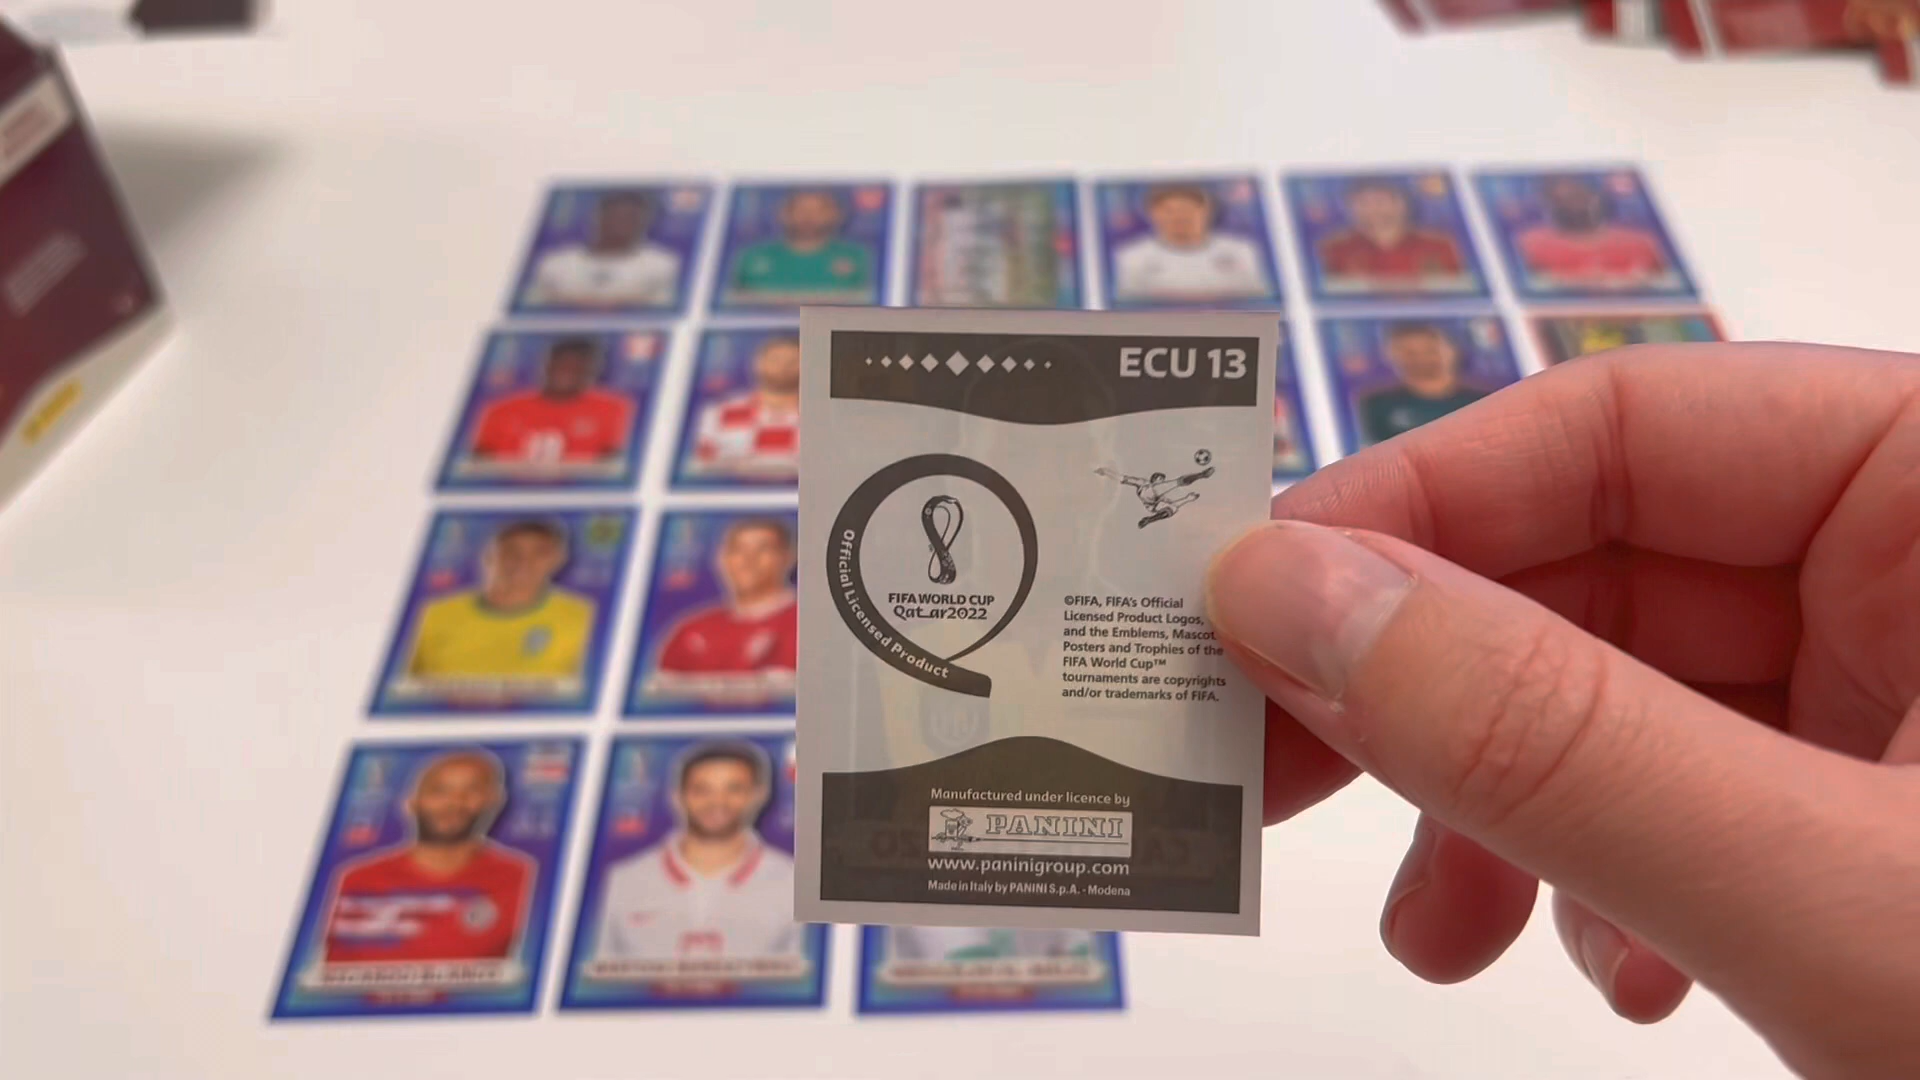 ECU 13
Official Licensed Product
FIFA WORLD CUP
Qatar2022
©FIFA, FIFA's Official
Licensed Product Logos,
and the Emblems, Mascot
Posters and Trophies of the
FIFA World Cup™
tournaments are copyrights
and/or trademarks of FIFA.
Manufactured under licence by
PANINI
www.paninigroup.com
Made in Italy by PANINI S.p.A. - Modena